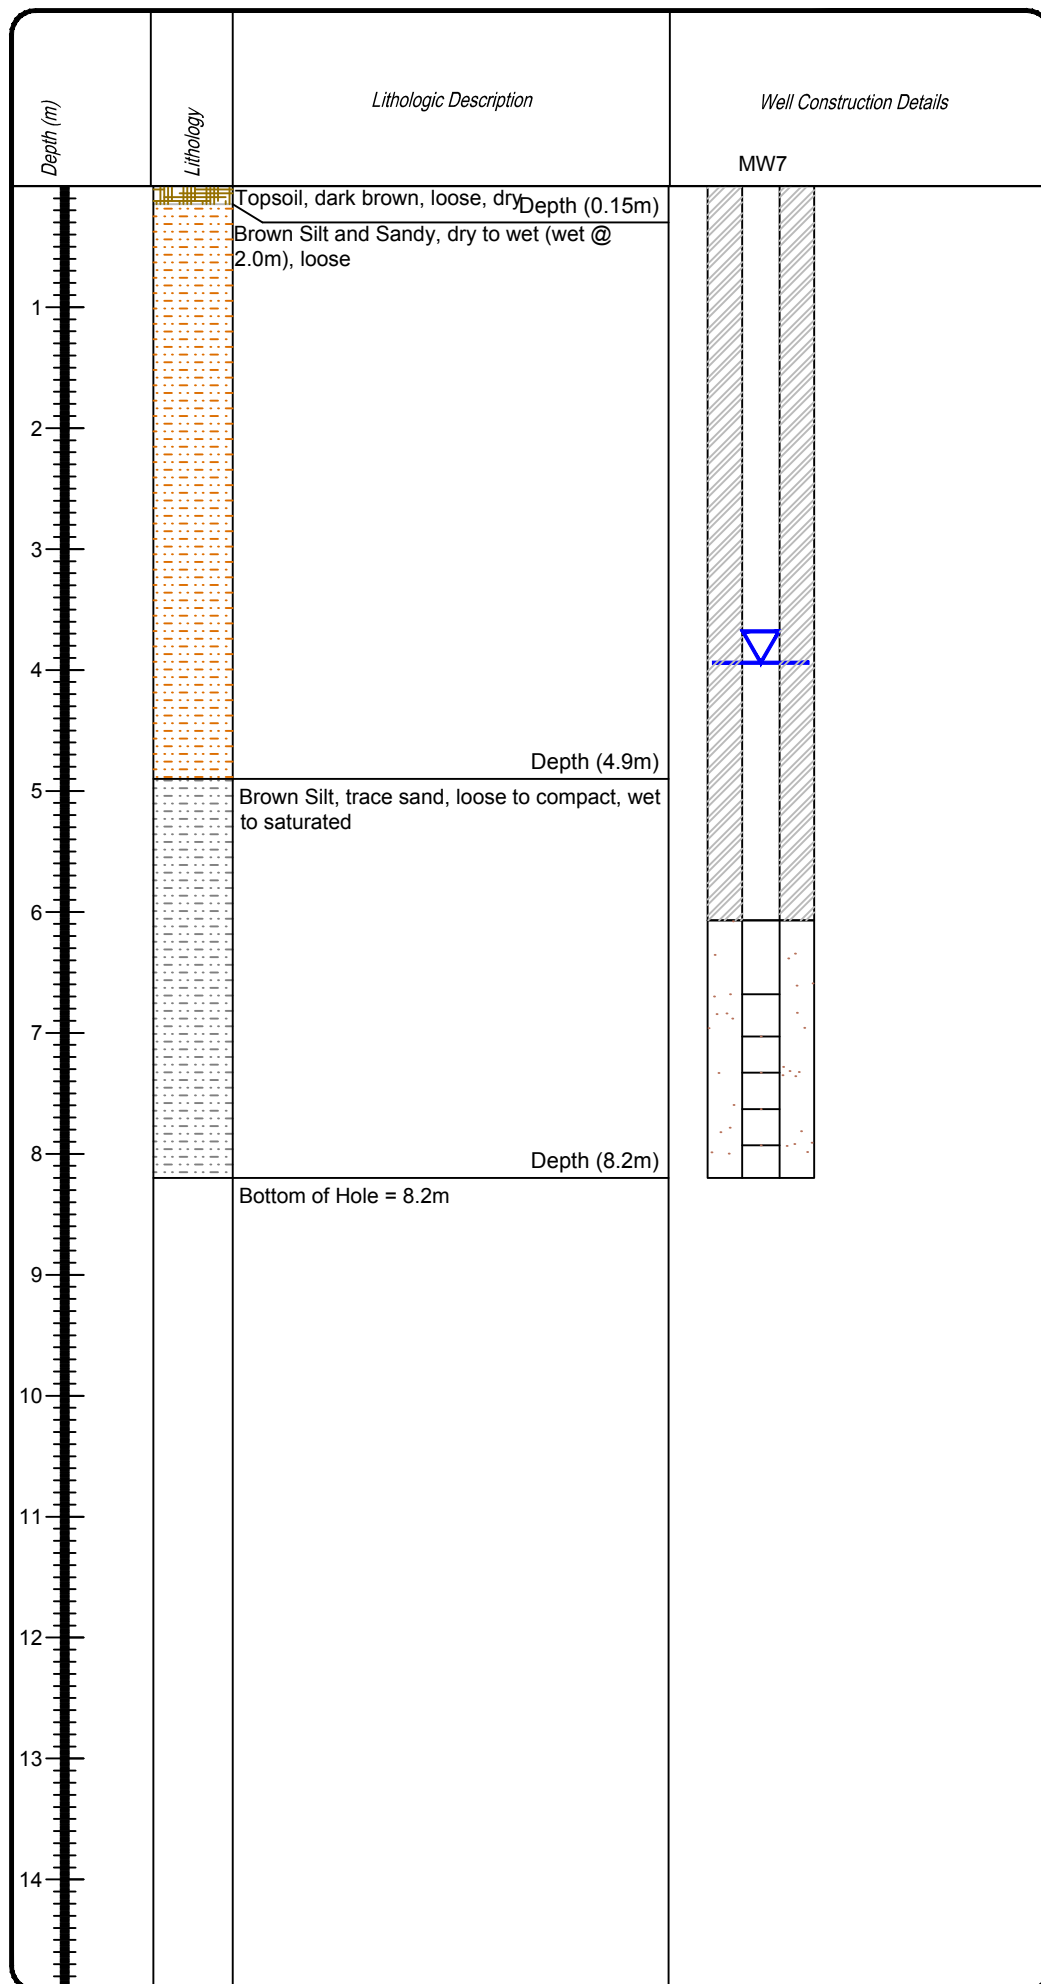 Depth (m)
Lithology
Lithologic Description
Well Construction Details
MW7
Topsoil, dark brown, loose, dry
Depth (0.15m)
Brown Silt and Sandy, dry to wet (wet @
2.0m), loose
1
2
3
4
Depth (4.9m)
5
Brown Silt, trace sand, loose to compact, wet
to saturated
6
7
8
Depth (8.2m)
Bottom of Hole = 8.2m
9
10
11
12
13
14